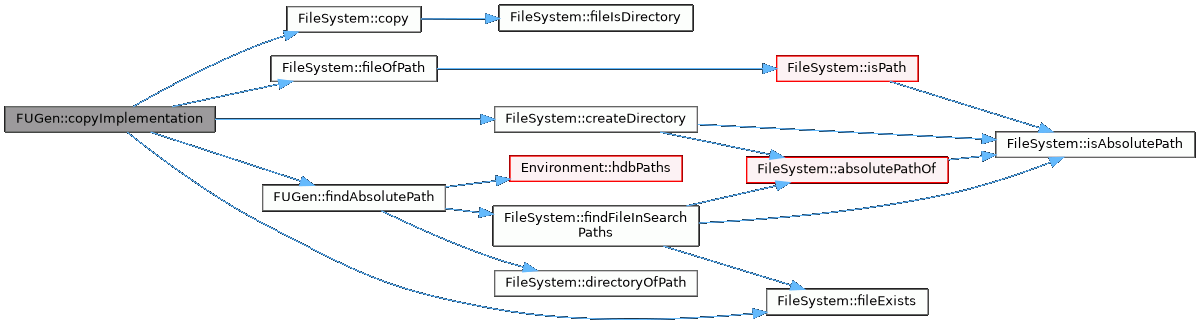 FileSystem::copy
FileSystem::fileIsDirectory
FileSystem::fileOfPath
FileSystem::isPath
FUGen::copyImplementation
FileSystem::createDirectory
FileSystem::isAbsolutePath
Environment::hdbPaths
FileSystem::absolutePathOf
FUGen::findAbsolutePath
FileSystem::findFileInSearch
Paths
FileSystem::directoryOfPath
FileSystem::fileExists